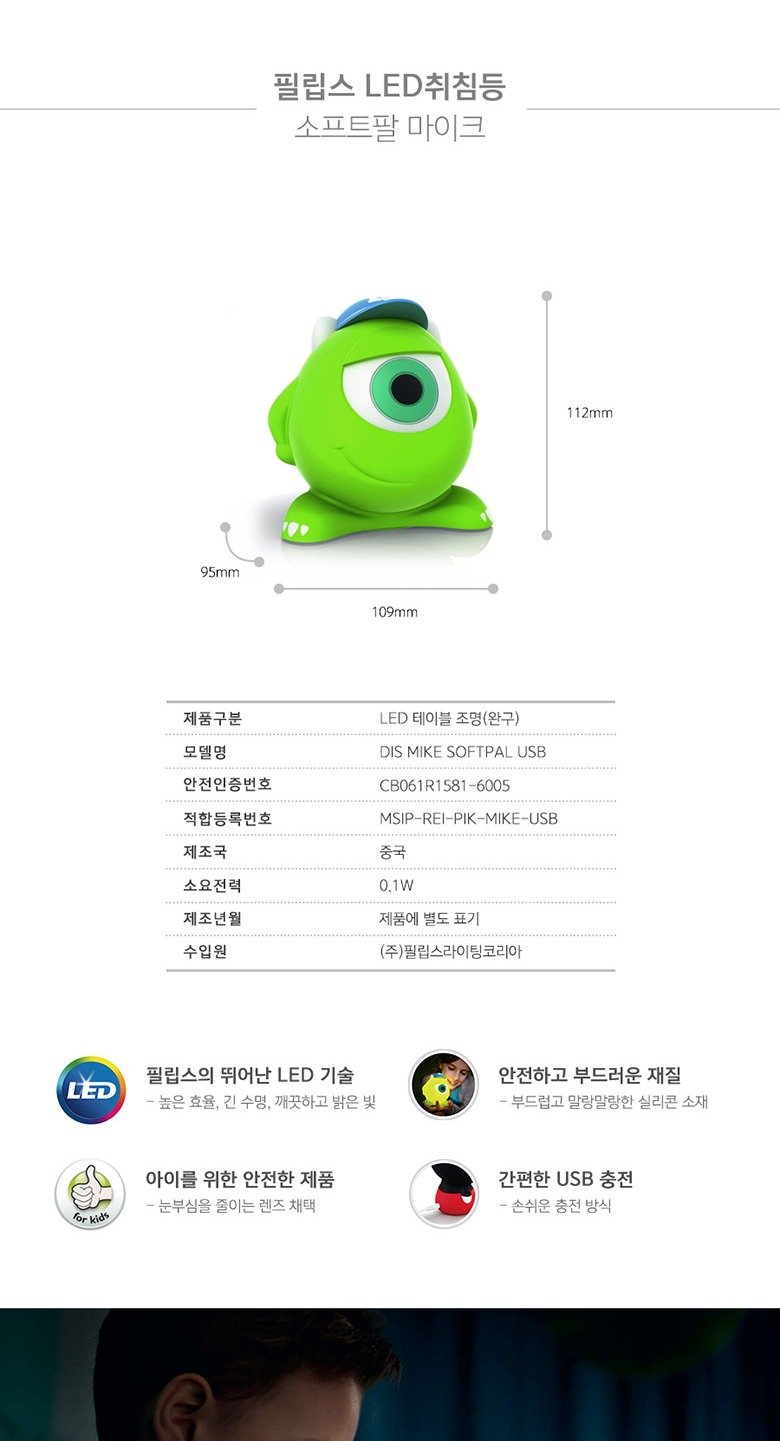 필립스 LED취침등
소프트팔 마이크
112mm
95mm
109mm
제품구분 LED 테이블 조명(완구)
모델명 DIS MIKE SOFTPAL USB
안전인증번호 CB061R1581-6005
적합등록번호 MSIP-REI-PIK-MIKE-USB
제조국 중국
소요전력 0.1W
제조년월 제품에 별도 표기
수입원 (주)필립스라이팅코리아
LED
필립스의 뛰어난 LED 기술
- 높은 효율, 긴 수명, 깨끗하고 밝은 빛
안전하고 부드러운 재질
- 부드럽고 말랑말랑한 실리콘 소재
for kids
아이를 위한 안전한 제품
- 눈부심을 줄이는 렌즈 채택
간편한 USB 충전
- 손쉬운 충전 방식